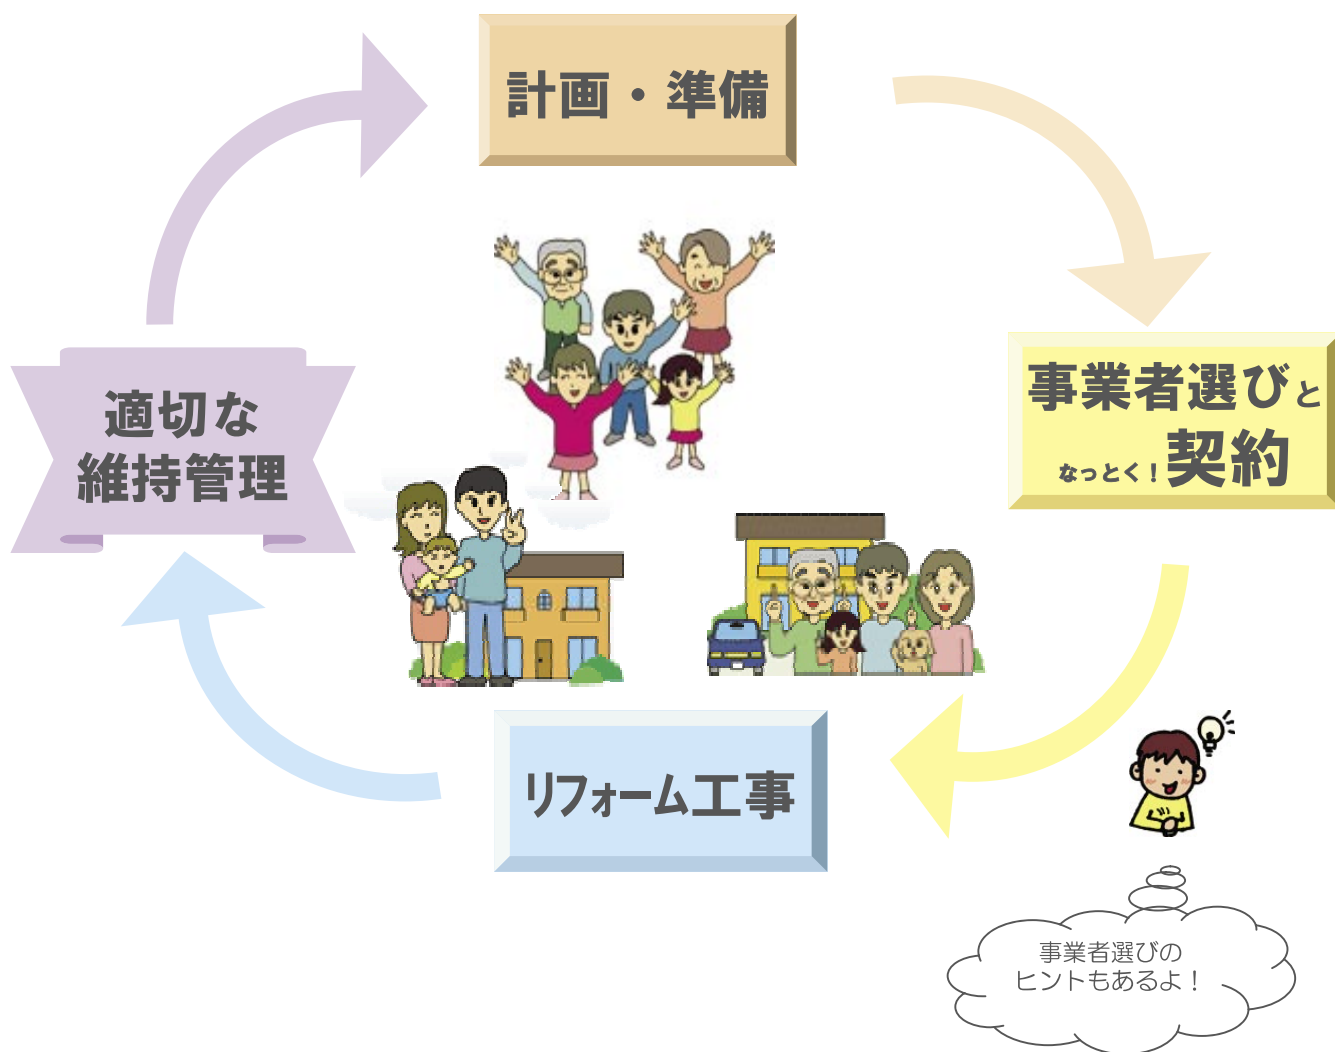 計画・準備
事業者選びと
なっとく！契約
適切な
維持管理
リフォーム工事
事業者選びの
ヒントもあるよ！